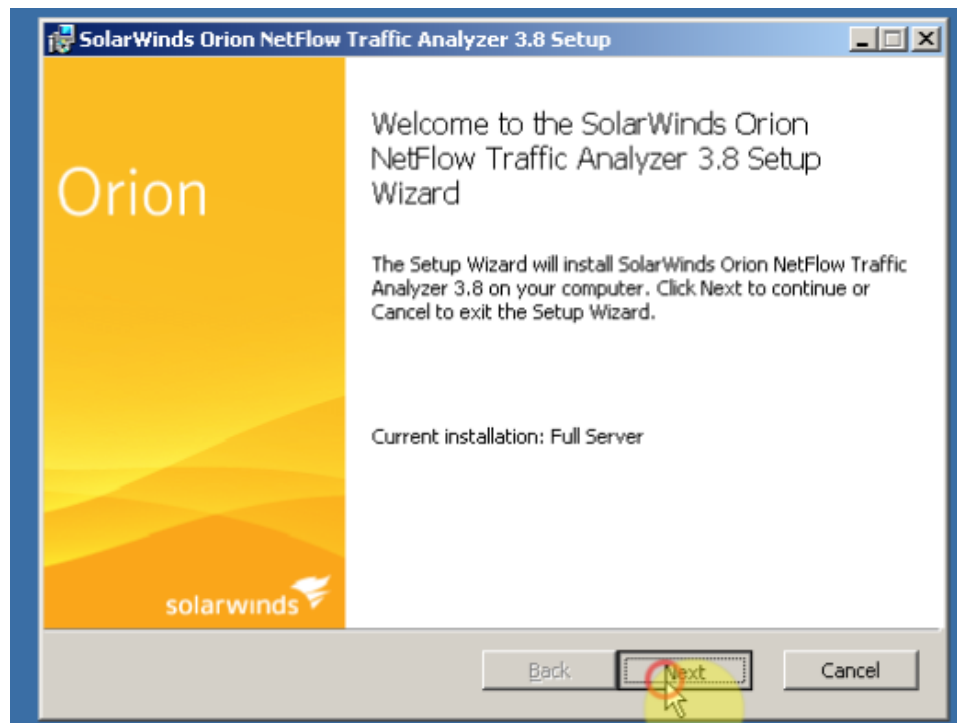 SolarWinds Orion NetFlow Traffic Analyzer 3.8 Setup
Orion
Welcome to the SolarWinds Orion
NetFlow Traffic Analyzer 3.8 Setup
Wizard
The Setup Wizard will install SolarWinds Orion NetFlow Traffic
Analyzer 3.8 on your computer. Click Next to continue or
Cancel to exit the Setup Wizard.
Current installation: Full Server
solarwinds
Back
Next
Cancel